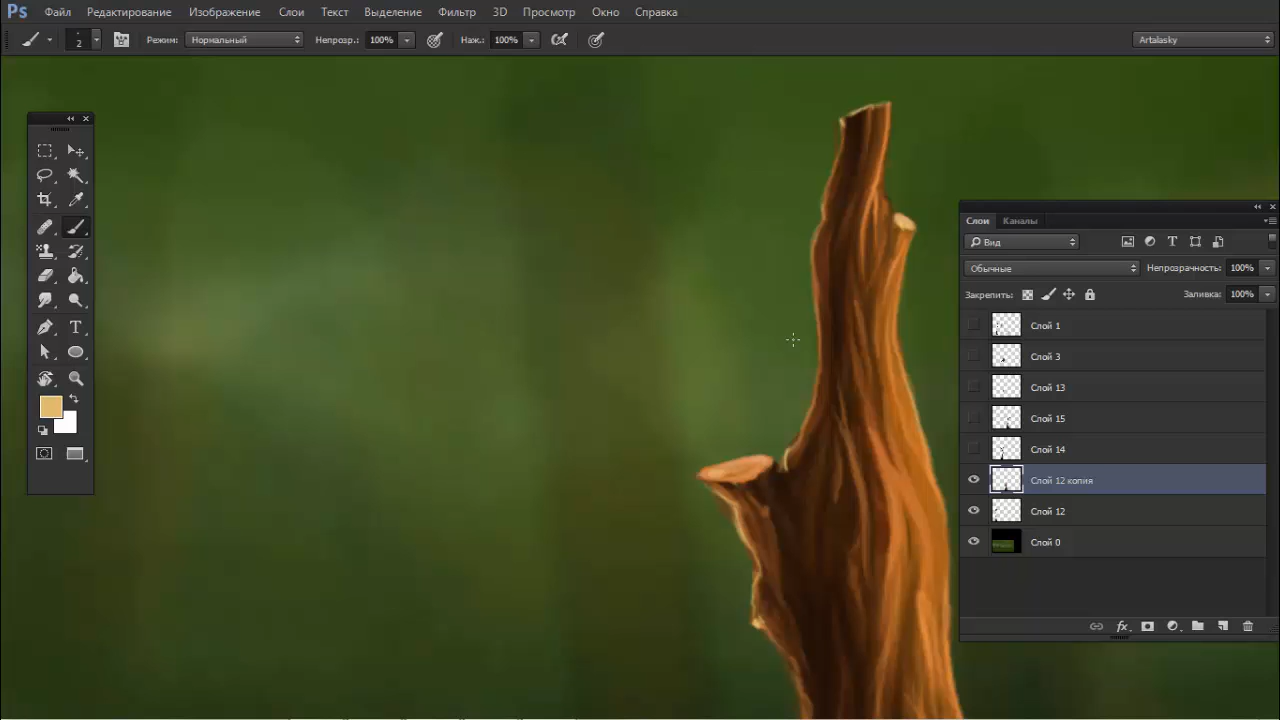 Ps Файл Редактирование Изображение Слои Текст Выделение Фильтр 3D Просмотр Окно Справка
2 Режим: Нормальный Непрозр.: 100% Наж.: 100% Artalasky
Слои Каналы
Вид
Обычные Непрозрачность: 100%
Закрепить: Заливка: 100%
Слой 1
Слой 3
Слой 13
Слой 15
Слой 14
Слой 12 копия
Слой 12
Слой 0
fx